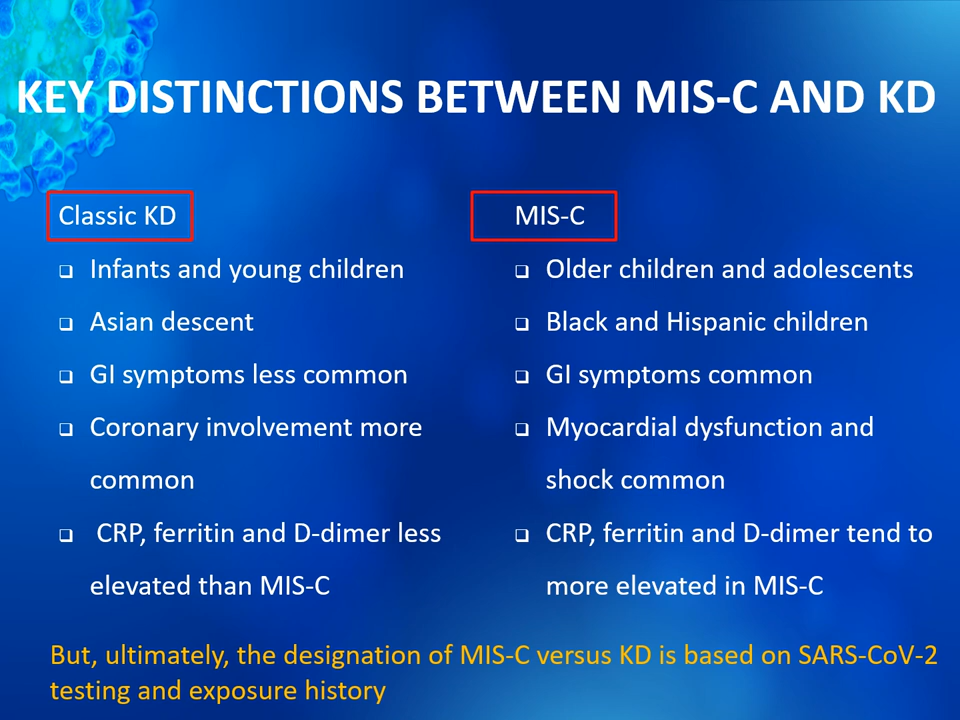 KEY DISTINCTIONS BETWEEN MIS-C AND KD
Classic KD
Infants and young children
Asian descent
GI symptoms less common
Coronary involvement more
common
CRP, ferritin and D-dimer less
elevated than MIS-C
MIS-C
Older children and adolescents
Black and Hispanic children
GI symptoms common
Myocardial dysfunction and
shock common
CRP, ferritin and D-dimer tend to
more elevated in MIS-C
But, ultimately, the designation of MIS-C versus KD is based on SARS-CoV-2
testing and exposure history